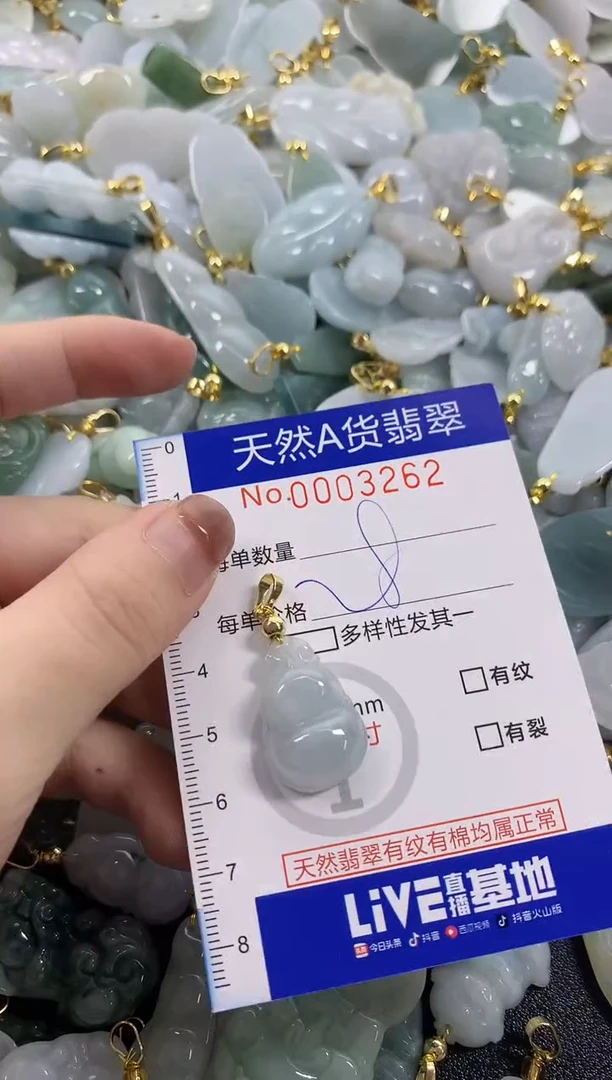 0
天然A货翡翠
No.0003262
1
每单数量
每单价格
多样性发其一
4
有纹
mm
5
寸
有裂
6
1
天然翡翠有纹有棉均属正常
7
LiVE直播基地
8
今日头条 抖音 西瓜视频 抖音火山版